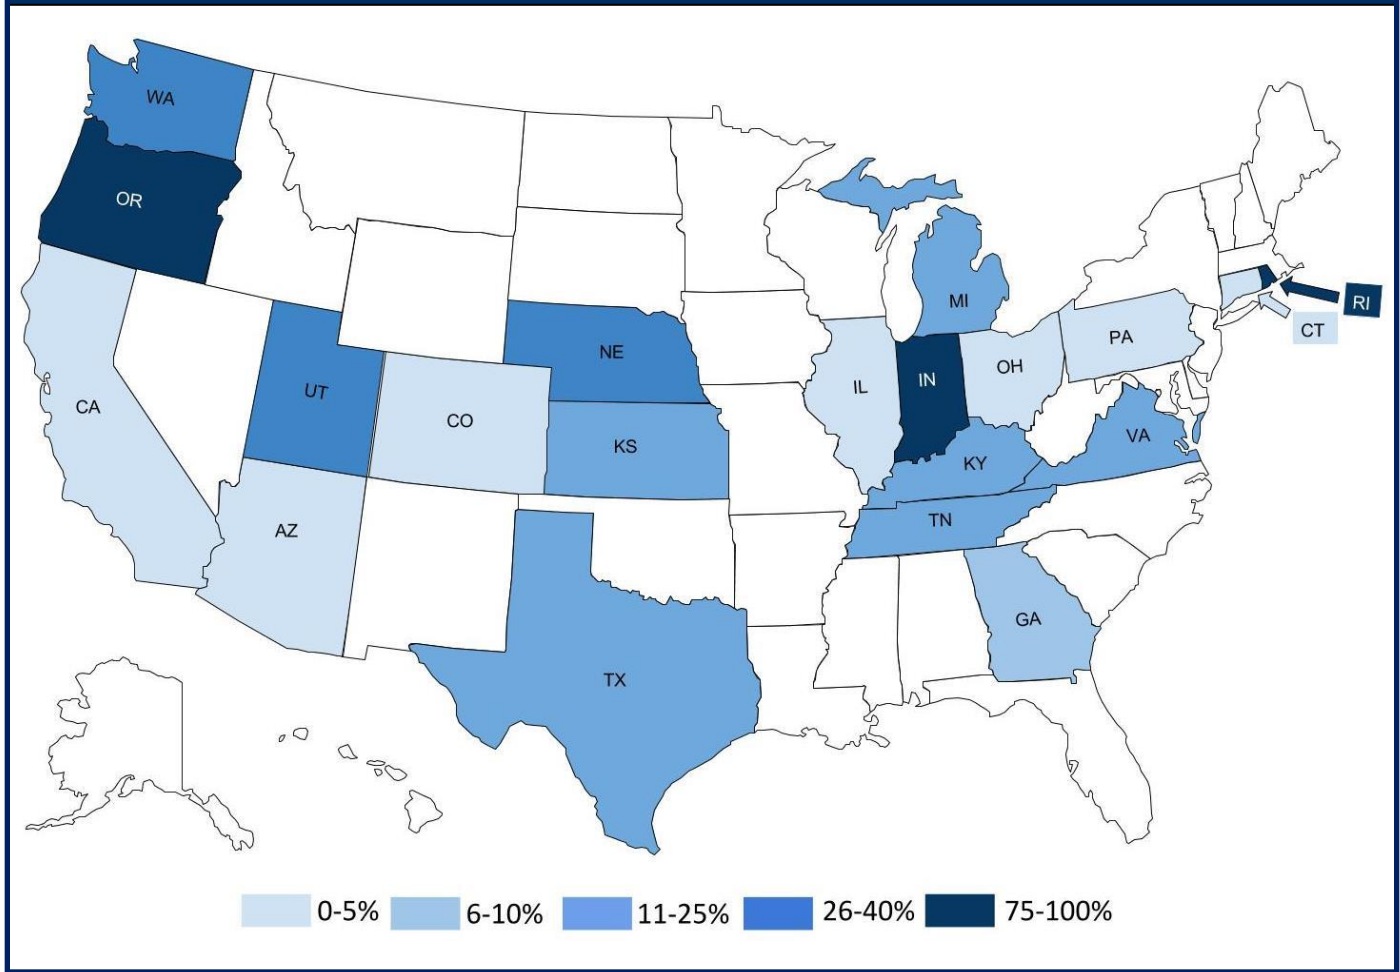 WA
OR
MI
RI
CT
PA
NE
OH
IN
IL
UT
CA
CO
VA
KS
KY
TN
AZ
GA
TX
0-5% 6-10% 11-25% 26-40% 75-100%